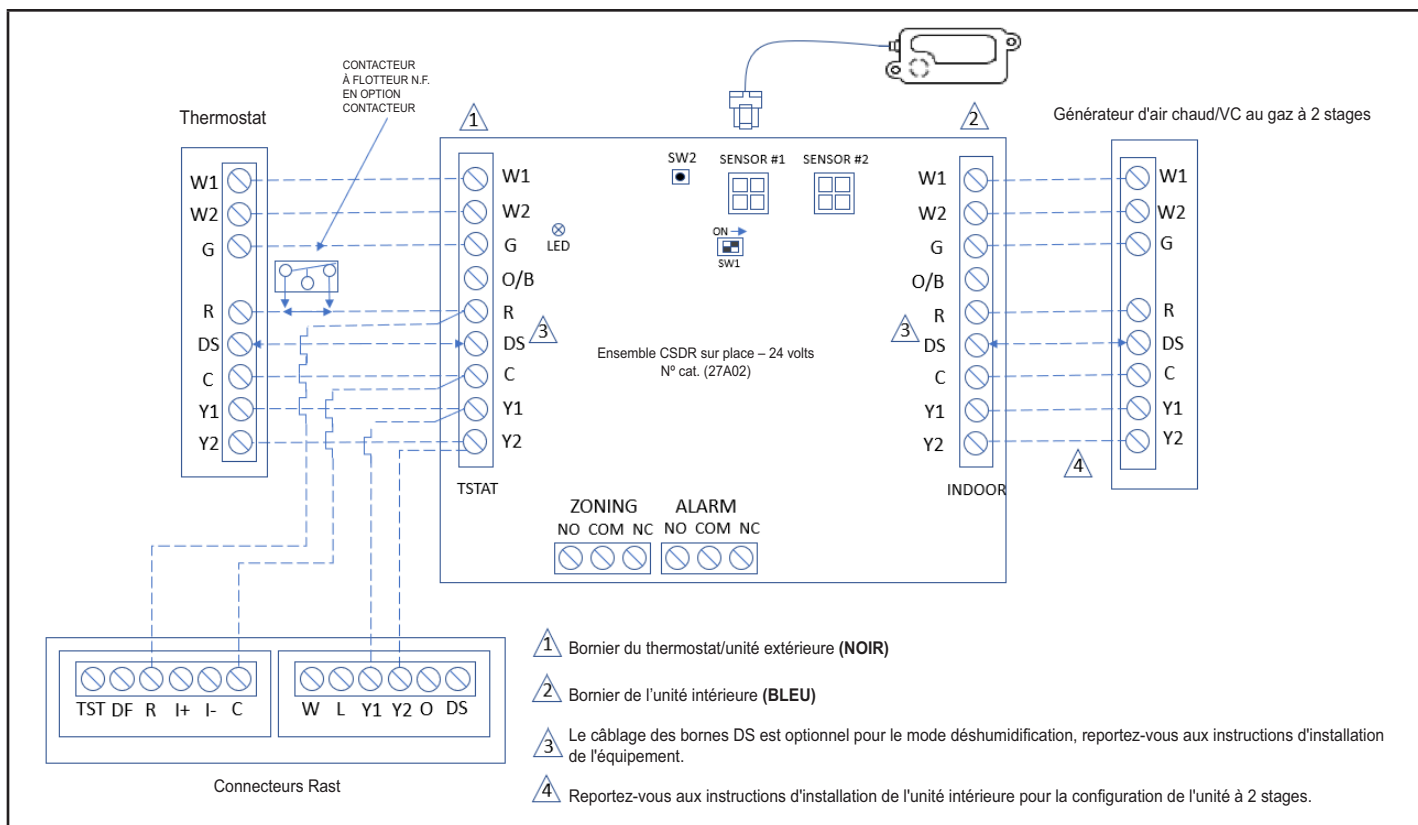 CONTACTEUR
À FLOTTEUR N.F.
EN OPTION
CONTACTEUR
Thermostat
1
2
Générateur d'air chaud/VC au gaz à 2 stages
W1
W2
G
R
DS
C
Y1
Y2
W1
W2
G
O/B
R
DS
C
Y1
Y2
TSTAT
3
LED
SW2
SENSOR #1
SENSOR #2
ON
SW1
Ensemble CSDR sur place – 24 volts
Nº cat. (27A02)
ZONING
NO COM NC
ALARM
NO COM NC
W1
W2
G
O/B
R
3
DS
C
Y1
Y2
INDOOR
W1
W2
G
R
DS
C
Y1
Y2
4
TST DF R I+ I- C
W L Y1 Y2 O DS
Connecteurs Rast
1 Bornier du thermostat/unité extérieure (NOIR)
2 Bornier de l'unité intérieure (BLEU)
3 Le câblage des bornes DS est optionnel pour le mode déshumidification, reportez-vous aux instructions d'installation
de l'équipement.
4 Reportez-vous aux instructions d'installation de l'unité intérieure pour la configuration de l'unité à 2 stages.